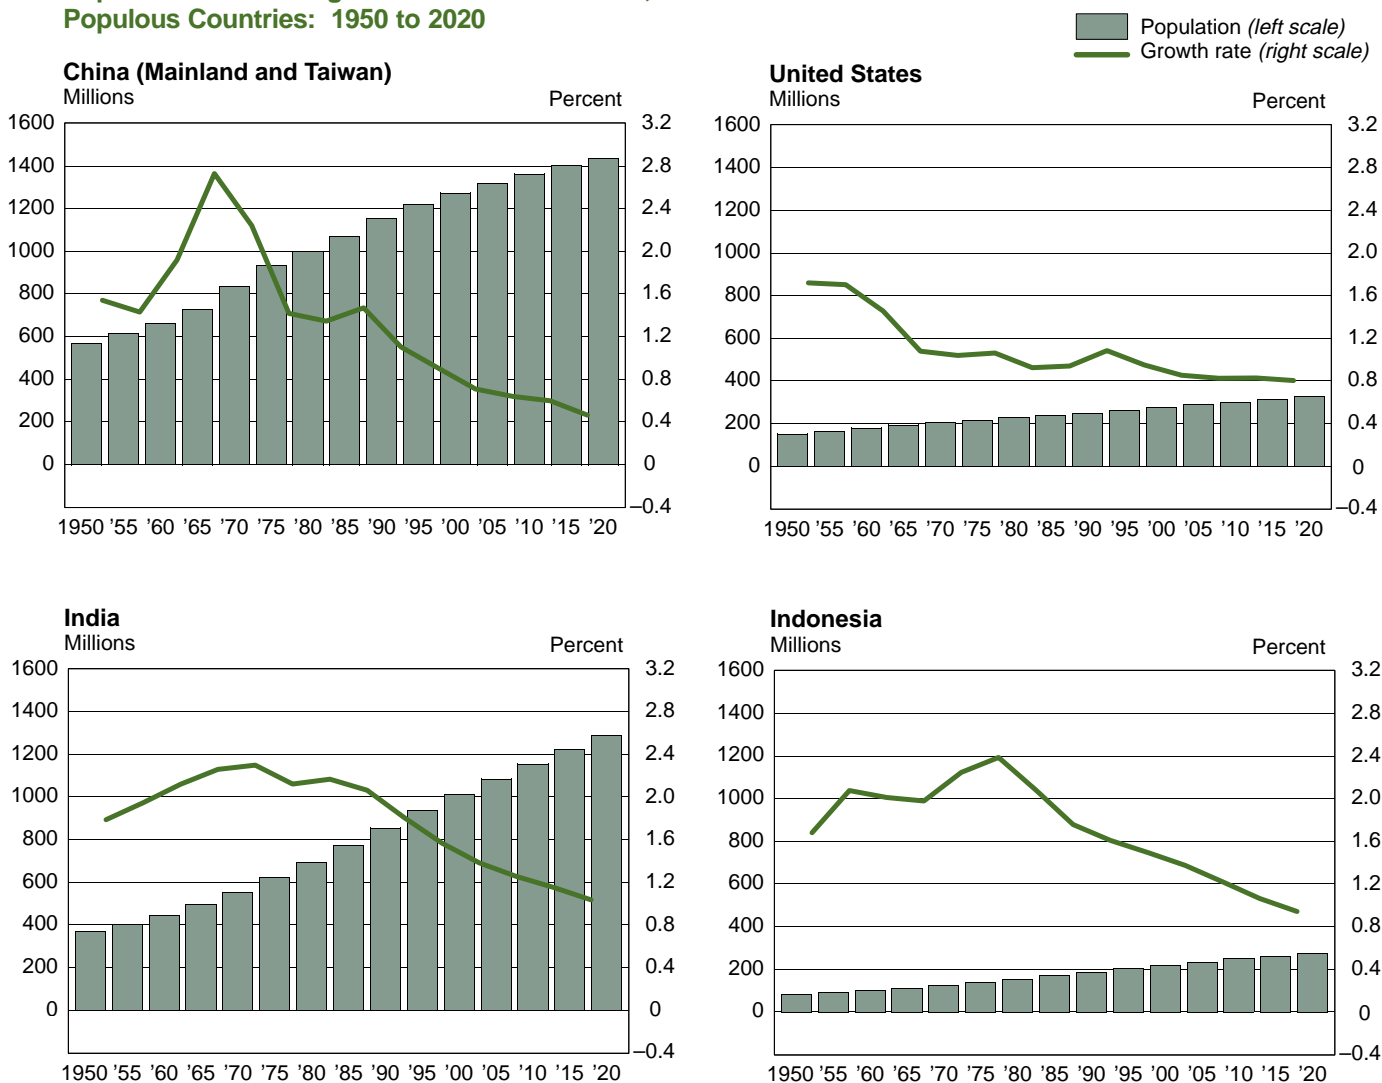 Populous Countries: 1950 to 2020
Population (left scale)
Growth rate (right scale)
China (Mainland and Taiwan)
Millions Percent
1600 3.2
1400 2.8
1200 2.4
1000 2.0
800 1.6
600 1.2
400 0.8
200 0.4
0 0
–0.4
1950 ’55 ’60 ’65 ’70 ’75 ’80 ’85 ’90 ’95 ’00 ’05 ’10 ’15 ’20
United States
Millions Percent
1600 3.2
1400 2.8
1200 2.4
1000 2.0
800 1.6
600 1.2
400 0.8
200 0.4
0 0
–0.4
1950 ’55 ’60 ’65 ’70 ’75 ’80 ’85 ’90 ’95 ’00 ’05 ’10 ’15 ’20
India
Millions Percent
1600 3.2
1400 2.8
1200 2.4
1000 2.0
800 1.6
600 1.2
400 0.8
200 0.4
0 0
–0.4
1950 ’55 ’60 ’65 ’70 ’75 ’80 ’85 ’90 ’95 ’00 ’05 ’10 ’15 ’20
Indonesia
Millions Percent
1600 3.2
1400 2.8
1200 2.4
1000 2.0
800 1.6
600 1.2
400 0.8
200 0.4
0 0
–0.4
1950 ’55 ’60 ’65 ’70 ’75 ’80 ’85 ’90 ’95 ’00 ’05 ’10 ’15 ’20